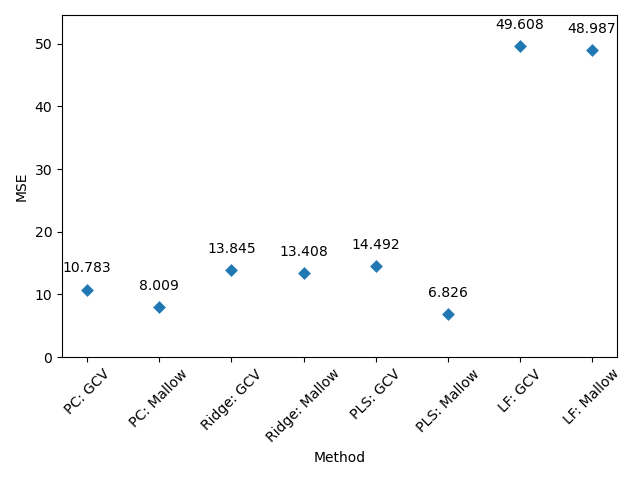 49.608
48.987
50
40
MSE
30
20
14.492
13.845
13.408
10.783
10
8.009
6.826
0
PC: GCV
PC: Mallow
Ridge: GCV
Ridge: Mallow
PLS: GCV
PLS: Mallow
LF: GCV
LF: Mallow
Method